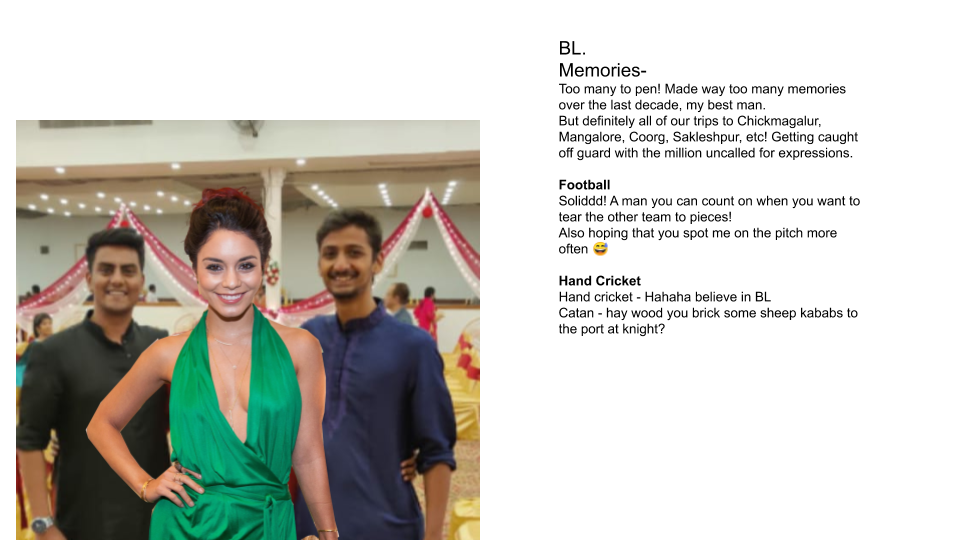 BL.
Memories-
Too many to pen! Made way too many memories
over the last decade, my best man.
But definitely all of our trips to Chickmagalur,
Mangalore, Coorg, Sakleshpur, etc! Getting caught
off guard with the million uncalled for expressions.
Football
Soliddd! A man you can count on when you want to
tear the other team to pieces!
Also hoping that you spot me on the pitch more
often 😅
Hand Cricket
Hand cricket - Hahaha believe in BL
Catan - hay wood you brick some sheep kababs to
the port at knight?